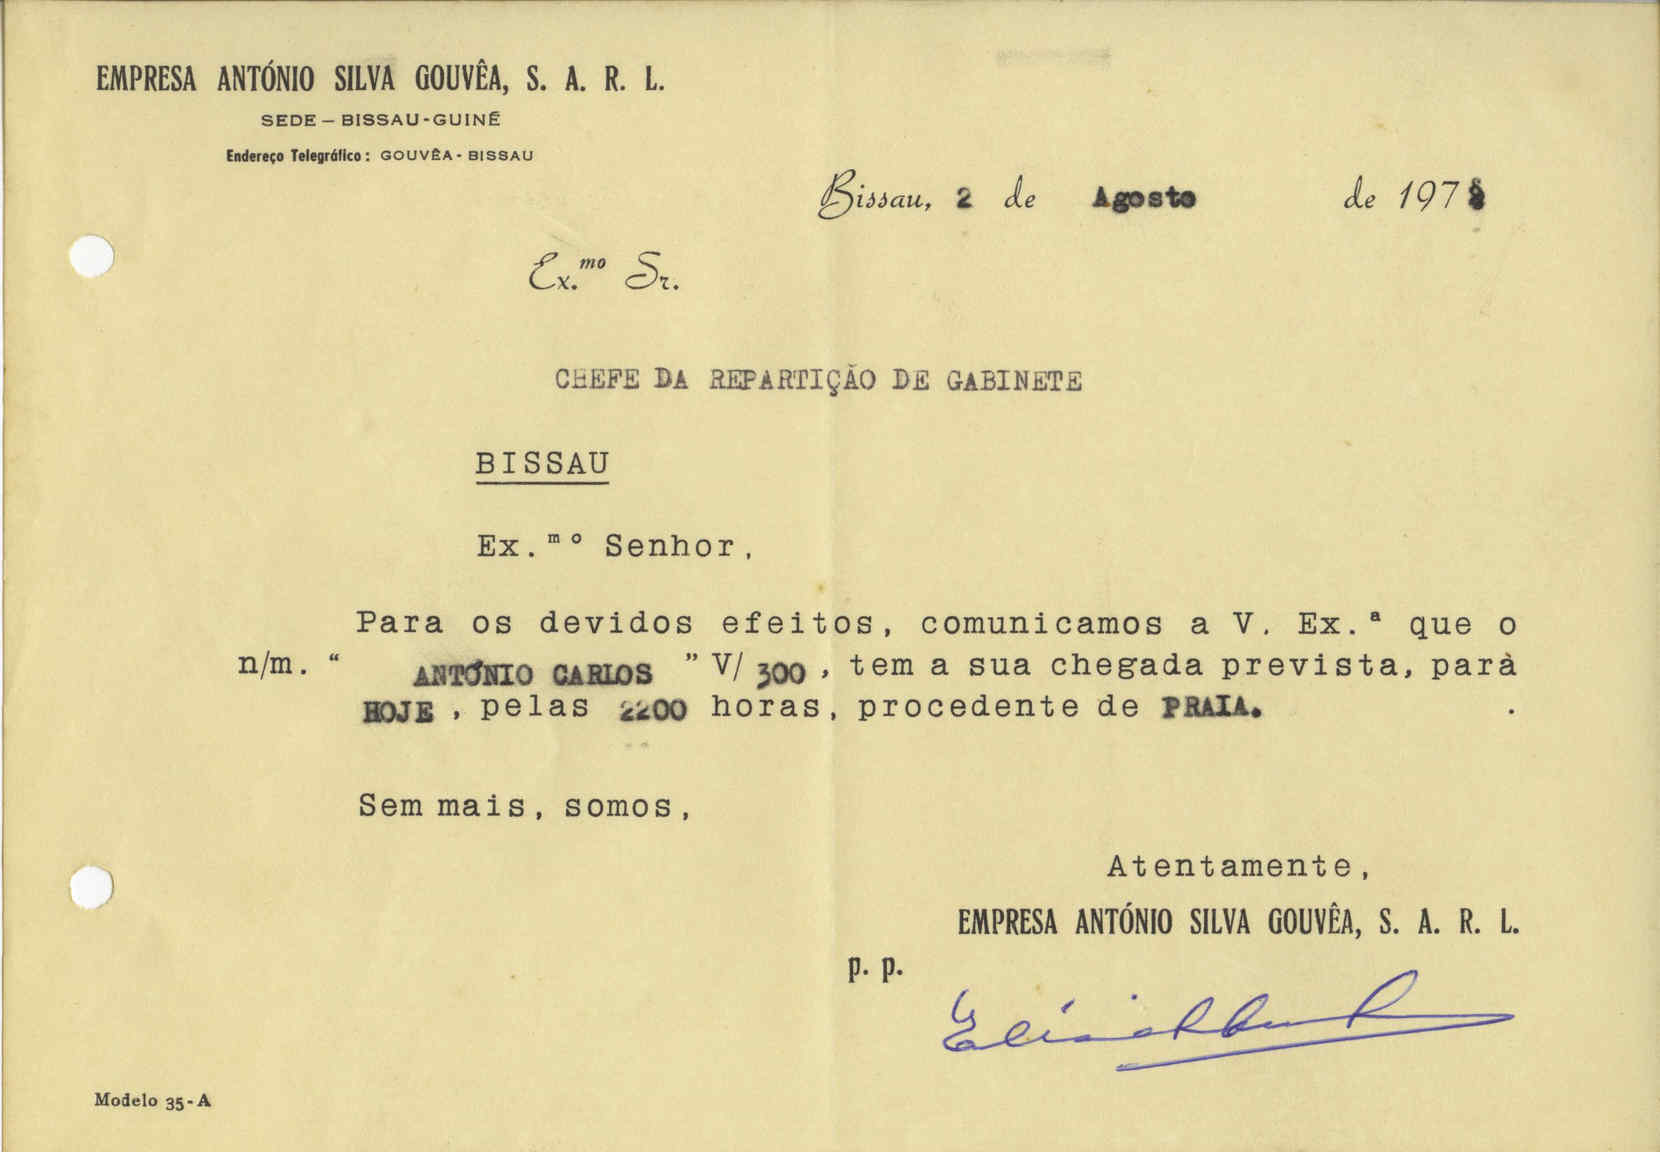 EMPRESA ANTÓNIO SILVA GOUVÊA, S. A. R. L.
SEDE — BISSAU-GUINÉ
Endereço Telegráfico: GOUVÊA - BISSAU
Bissau, 2 de Agosto de 197
Ex.mo Sr.
CHEFE DA REPARTIÇÃO DE GABINETE
BISSAU
Ex.mo Senhor,
Para os devidos efeitos, comunicamos a V. Ex.ª que o
n/m. “ ANTÓNIO CARLOS ” V/ 300, tem a sua chegada prevista, parà
HOJE, pelas 2200 horas, procedente de PRAIA. .
Sem mais, somos,
Atentamente,
EMPRESA ANTÓNIO SILVA GOUVÊA, S. A. R. L.
p. p.
Modelo 35-A